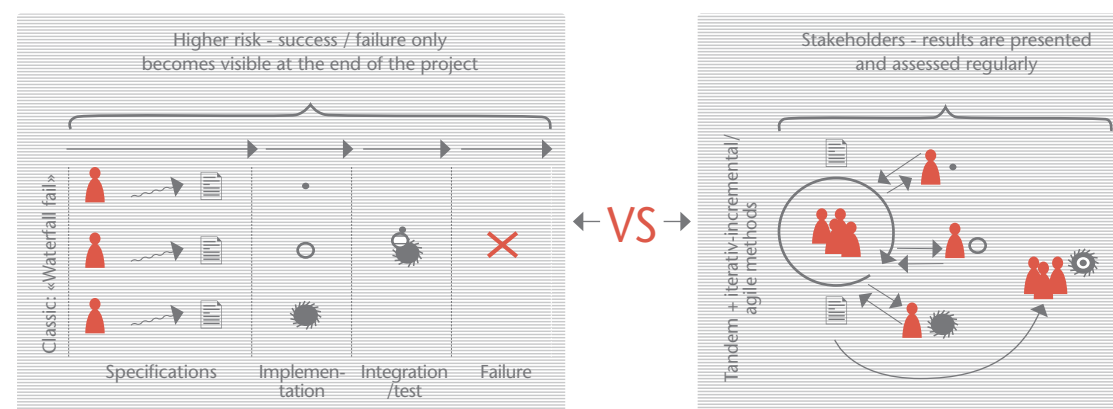 Higher risk - success / failure only
becomes visible at the end of the project
Classic: «Waterfall fail»
Specifications
Implemen-
tation
Integration
/test
Failure
VS
Stakeholders - results are presented
and assessed regularly
Tandem + iterativ-incremental/
agile methods